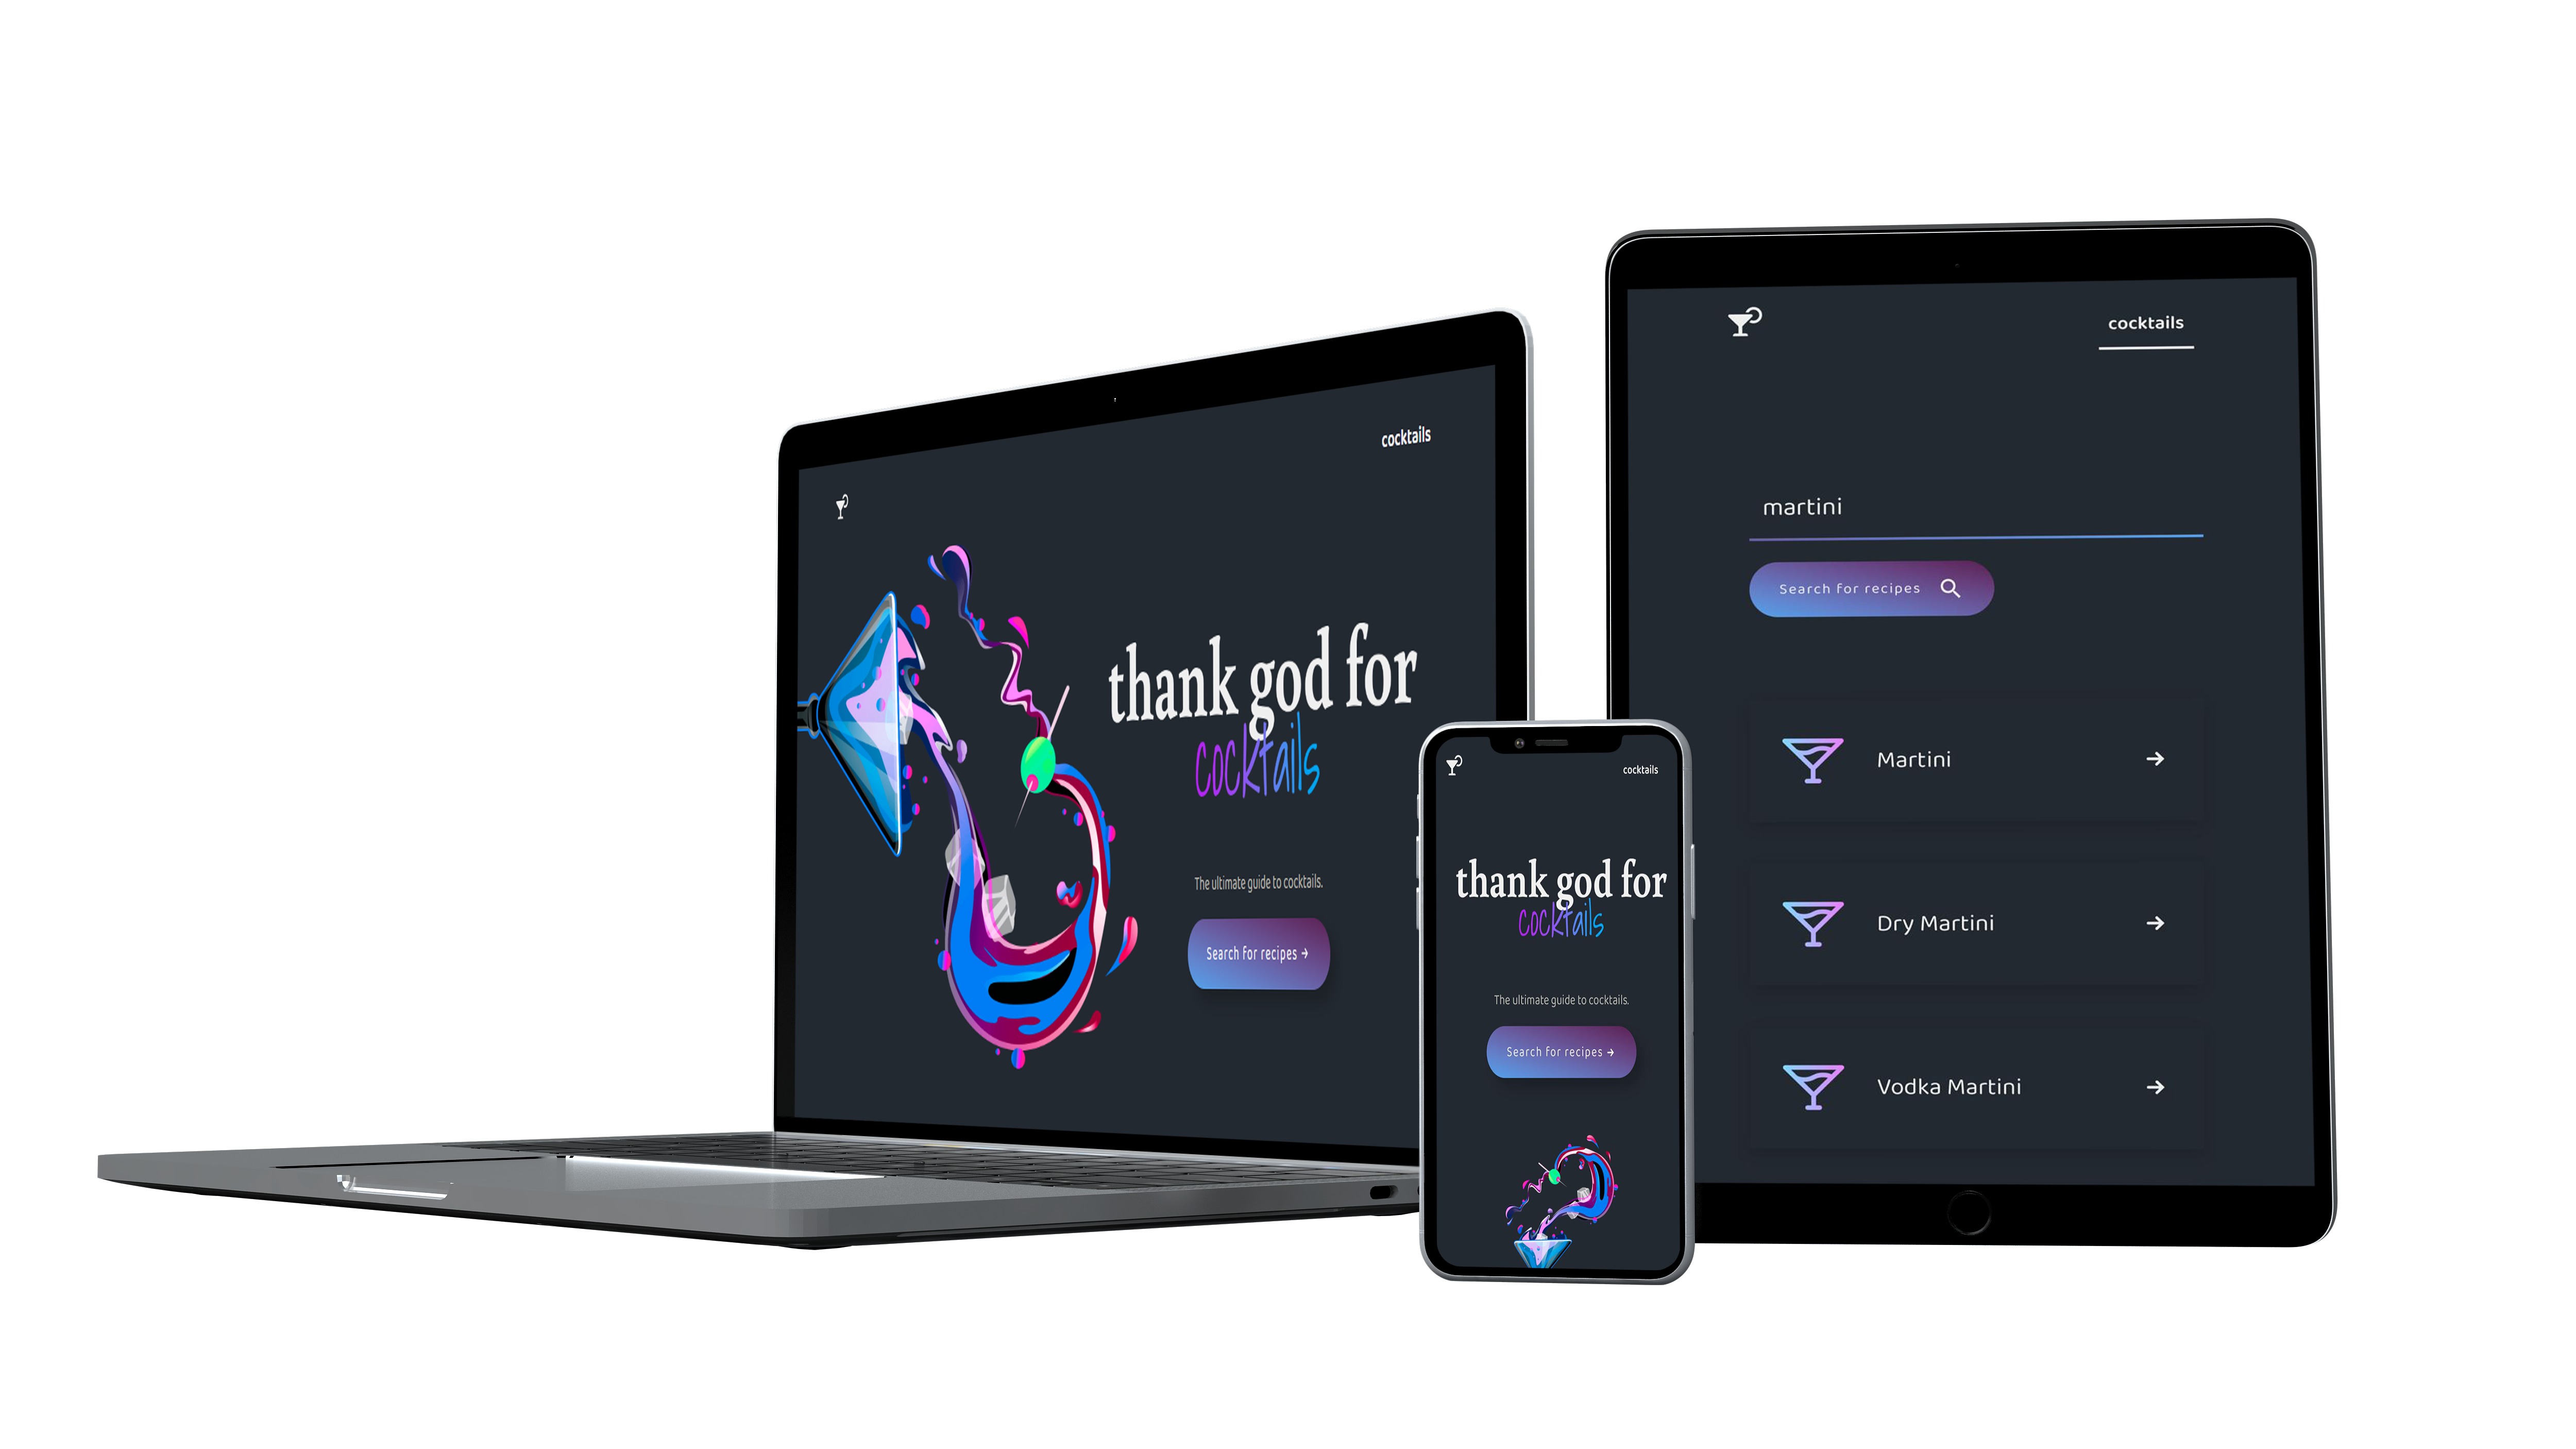 cocktails
thank god for
cocktails
The ultimate guide to cocktails.
Search for recipes →
cocktails
thank god for
cocktails
The ultimate guide to cocktails.
Search for recipes →
cocktails
martini
Search for recipes
Martini →
Dry Martini →
Vodka Martini →